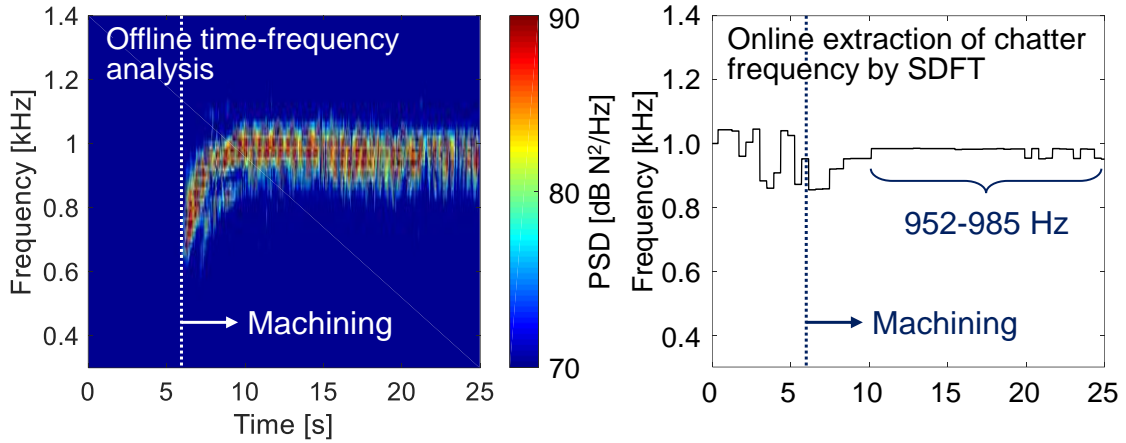 Offline time-frequency
analysis
Machining
1.4
1.2
1.0
0.8
0.6
0.4
Frequency [kHz]
0
5
10
15
20
25
Time [s]
90
80
70
PSD [dB N²/Hz]
Online extraction of chatter
frequency by SDFT
952-985 Hz
Machining
1.4
1.2
1.0
0.8
0.6
0.4
Frequency [kHz]
0
5
10
15
20
25